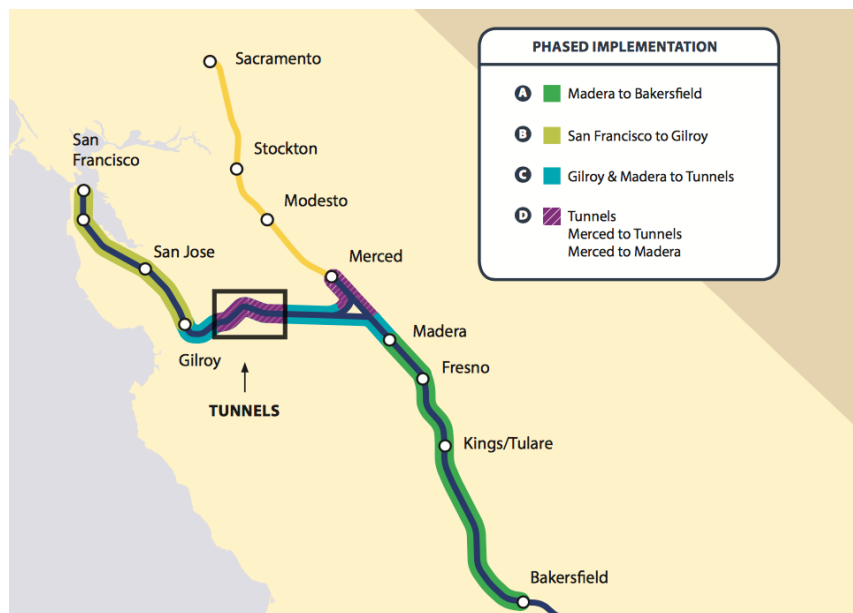 PHASED IMPLEMENTATION
A Madera to Bakersfield
B San Francisco to Gilroy
C Gilroy & Madera to Tunnels
D Tunnels
Merced to Tunnels
Merced to Madera
Sacramento
Stockton
San
Francisco
Modesto
San Jose
Merced
Gilroy
Madera
Fresno
TUNNELS
Kings/Tulare
Bakersfield